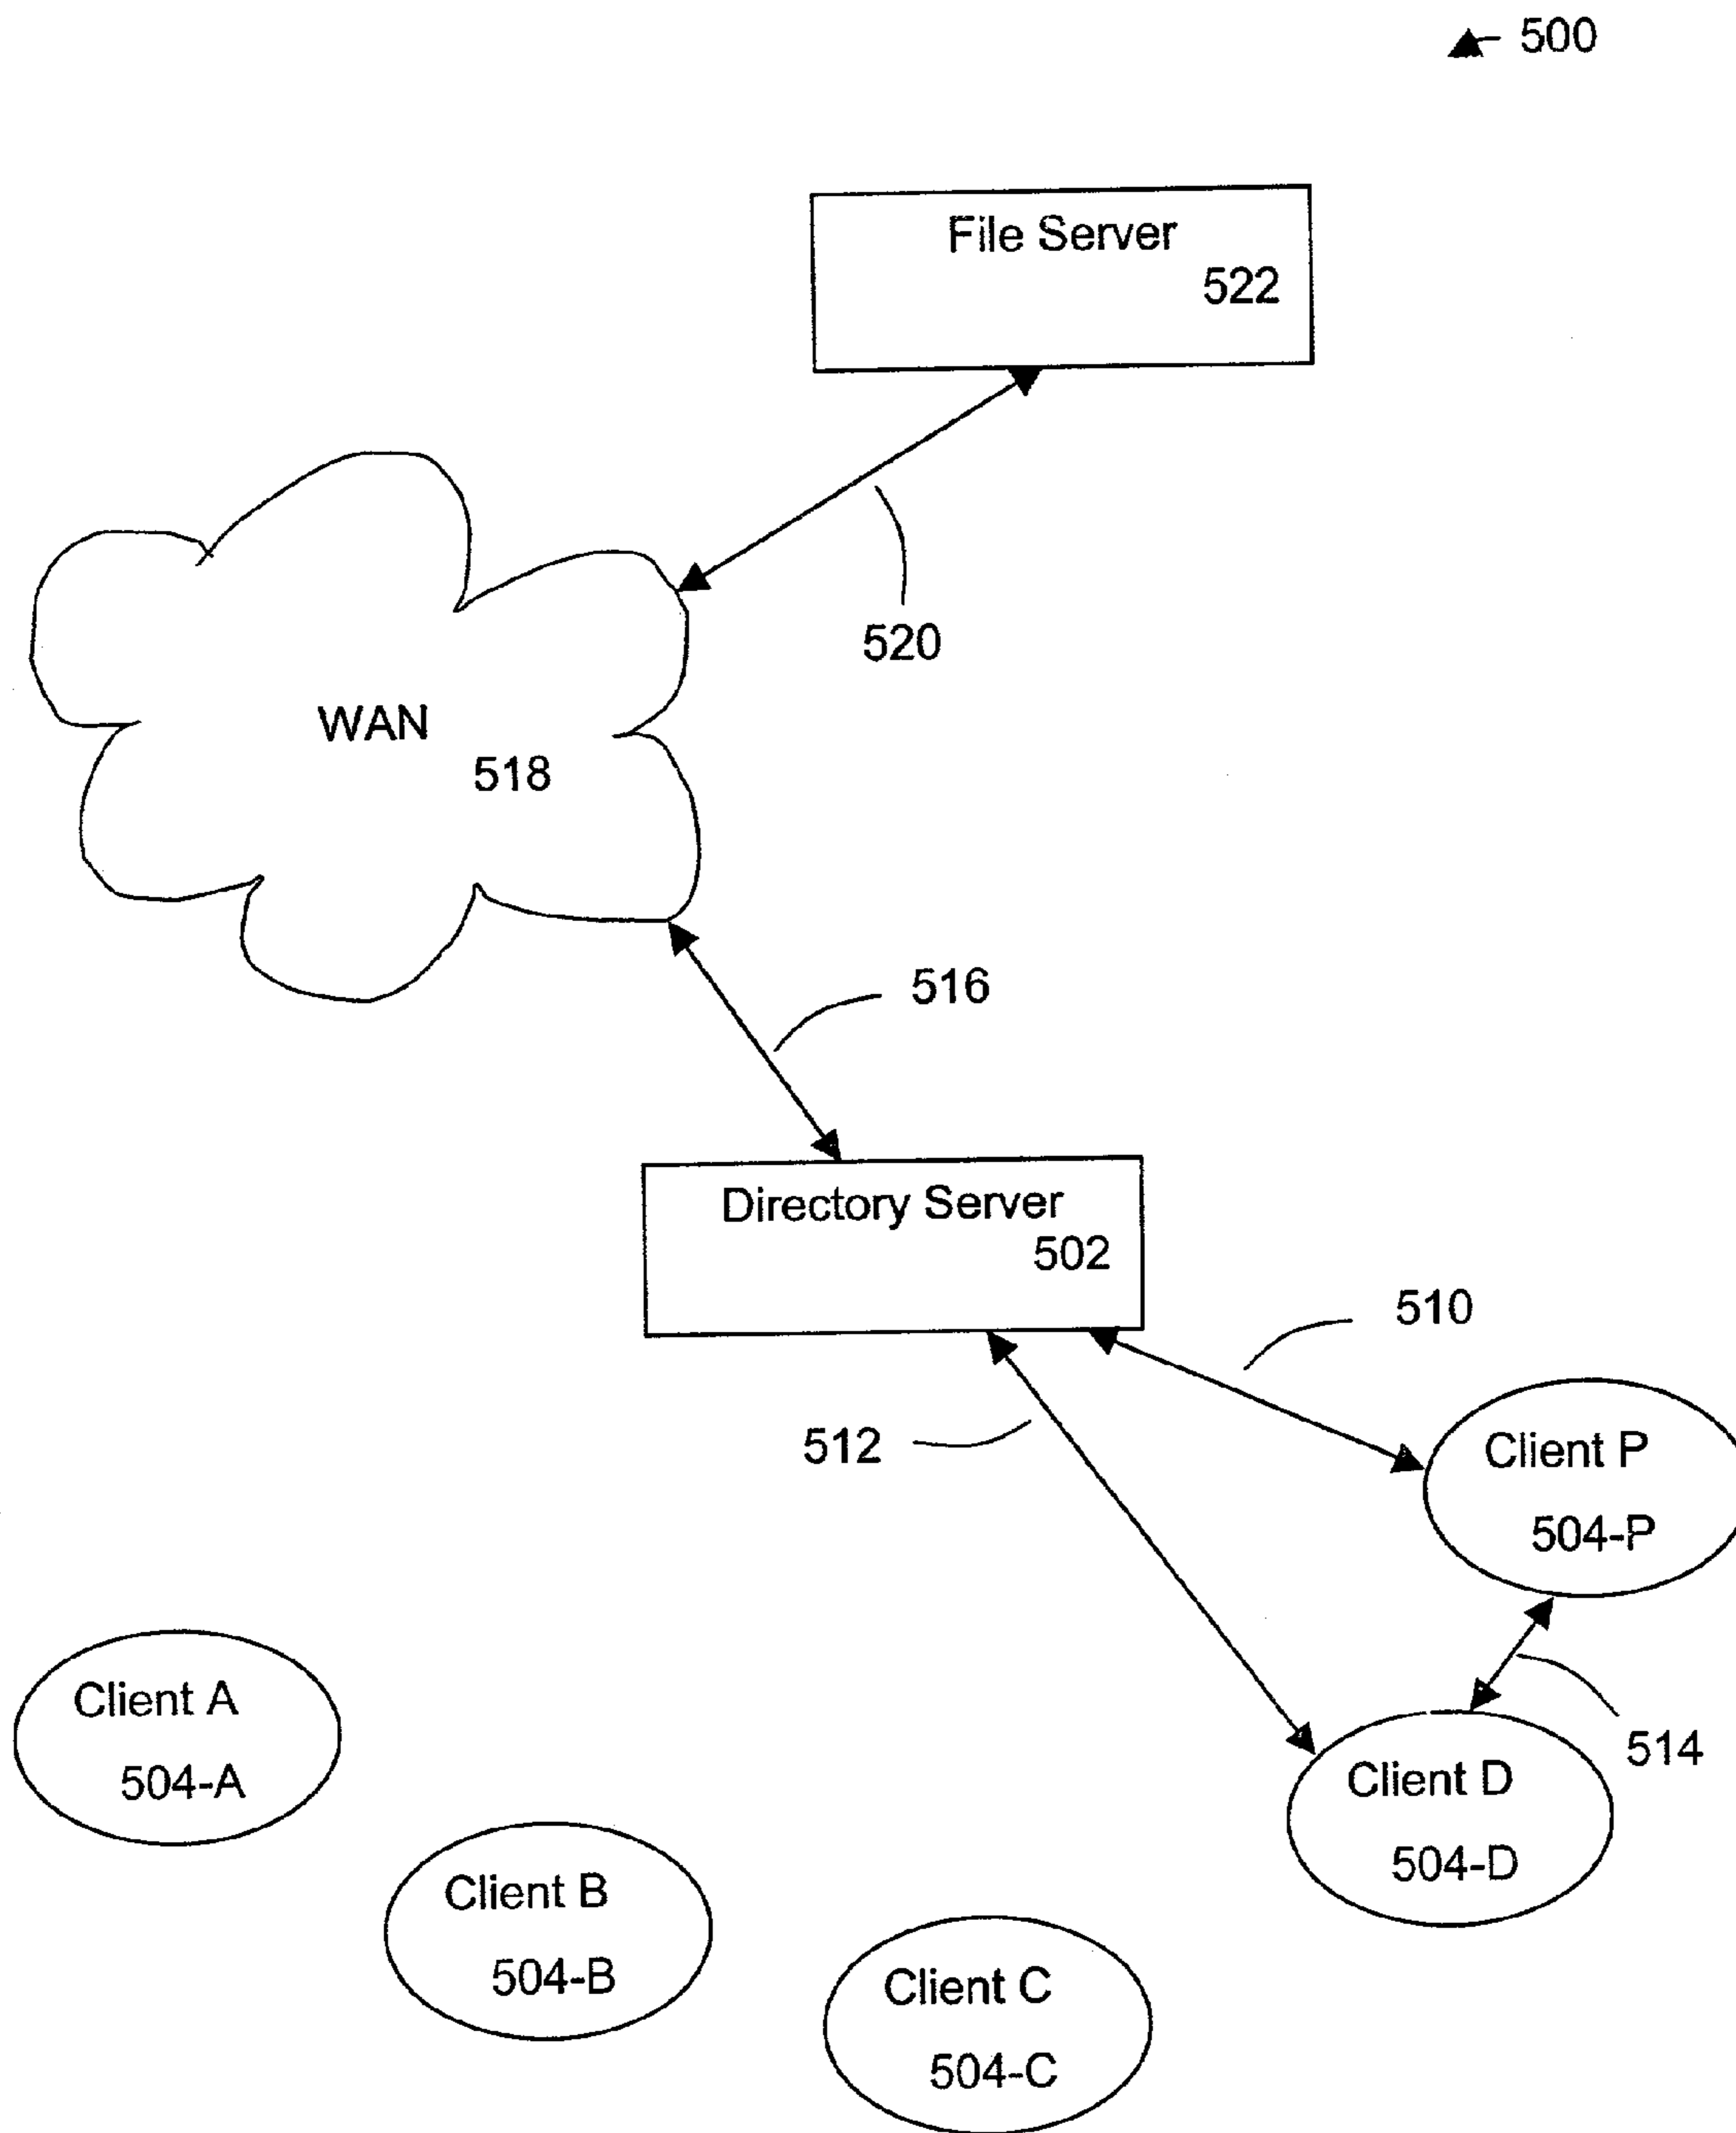 500
File Server
522
520
WAN
518
516
Directory Server
502
510
512
Client P
504-P
Client A
504-A
514
Client D
504-D
Client B
504-B
Client C
504-C